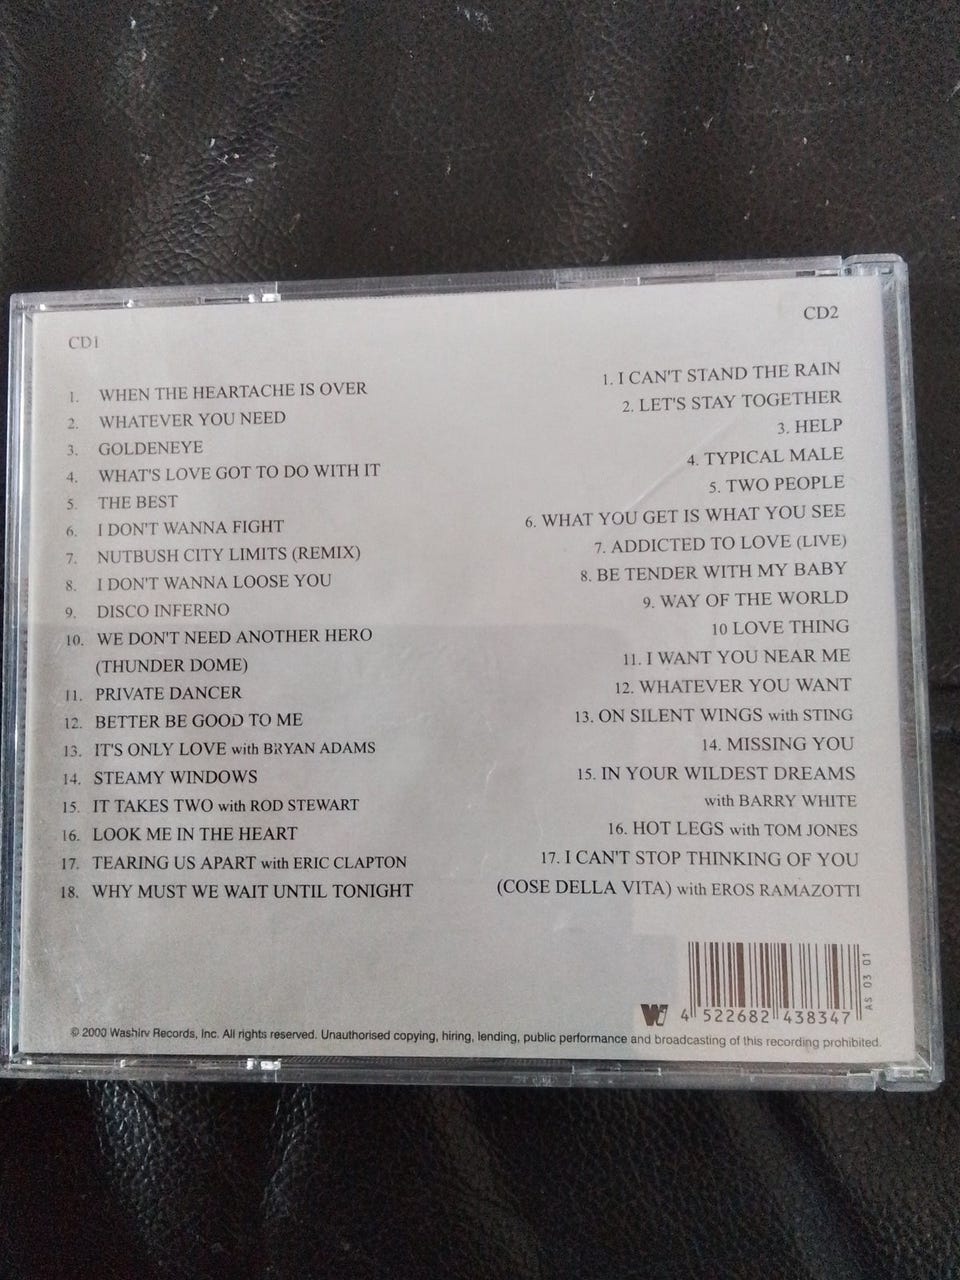 CD1
1. WHEN THE HEARTACHE IS OVER
2. WHATEVER YOU NEED
3. GOLDENEYE
4. WHAT'S LOVE GOT TO DO WITH IT
5. THE BEST
6. I DON'T WANNA FIGHT
7. NUTBUSH CITY LIMITS (REMIX)
8. I DON'T WANNA LOOSE YOU
9. DISCO INFERNO
10. WE DON'T NEED ANOTHER HERO
(THUNDER DOME)
11. PRIVATE DANCER
12. BETTER BE GOOD TO ME
13. IT'S ONLY LOVE with BRYAN ADAMS
14. STEAMY WINDOWS
15. IT TAKES TWO with ROD STEWART
16. LOOK ME IN THE HEART
17. TEARING US APART with ERIC CLAPTON
18. WHY MUST WE WAIT UNTIL TONIGHT
CD2
1. I CAN'T STAND THE RAIN
2. LET'S STAY TOGETHER
3. HELP
4. TYPICAL MALE
5. TWO PEOPLE
6. WHAT YOU GET IS WHAT YOU SEE
7. ADDICTED TO LOVE (LIVE)
8. BE TENDER WITH MY BABY
9. WAY OF THE WORLD
10 LOVE THING
11. I WANT YOU NEAR ME
12. WHATEVER YOU WANT
13. ON SILENT WINGS with STING
14. MISSING YOU
15. IN YOUR WILDEST DREAMS
with BARRY WHITE
16. HOT LEGS with TOM JONES
17. I CAN'T STOP THINKING OF YOU
(COSE DELLA VITA) with EROS RAMAZOTTI
4 522682 438347
AS 03 01
© 2000 Washirv Records, Inc. All rights reserved. Unauthorised copying, hiring, lending, public performance and broadcasting of this recording prohibited.